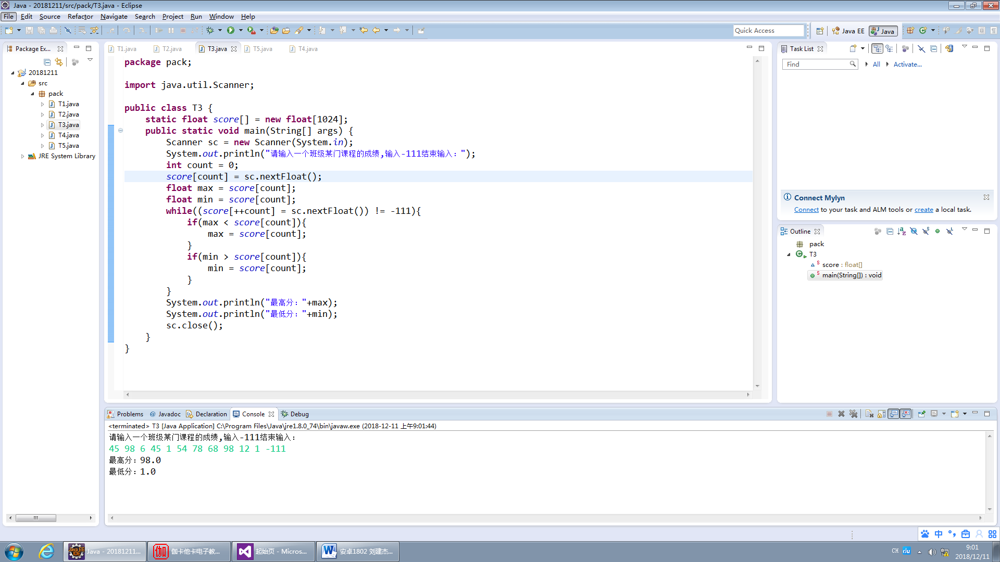 Java - 20181211/src/pack/T3.java - Eclipse
File Edit Source Refactor Navigate Search Project Run Window Help
Quick Access
Java EE
Java
Package Ex...
20181211
src
pack
T1.java
T2.java
T3.java
T4.java
T5.java
JRE System Library
T1.java T2.java T3.java T5.java T4.java
package pack;
import java.util.Scanner;
public class T3 {
static float score[] = new float[1024];
public static void main(String[] args) {
Scanner sc = new Scanner(System.in);
System.out.println("请输入一个班级某门课程的成绩,输入-111结束输入：");
int count = 0;
score[count] = sc.nextFloat();
float max = score[count];
float min = score[count];
while((score[++count] = sc.nextFloat()) != -111){
if(max < score[count]){
max = score[count];
}
if(min > score[count]){
min = score[count];
}
}
System.out.println("最高分："+max);
System.out.println("最低分："+min);
sc.close();
}
}
Task List
Find
All
Activate...
Connect Mylyn
Connect to your task and ALM tools or create a local task.
Outline
pack
T3
score : float[]
main(String[]) : void
Problems @ Javadoc Declaration Console Debug
<terminated> T3 [Java Application] C:\Program Files\Java\jre1.8.0_74\bin\javaw.exe (2018-12-11 上午9:01:44)
请输入一个班级某门课程的成绩,输入-111结束输入：
45 98 6 45 1 54 78 68 98 12 1 -111
最高分：98.0
最低分：1.0
中
Java - 20181211...
伽卡他卡电子教...
起始页 - Micros...
安卓1802 刘建杰...
CH
du
9:01
2018/12/11